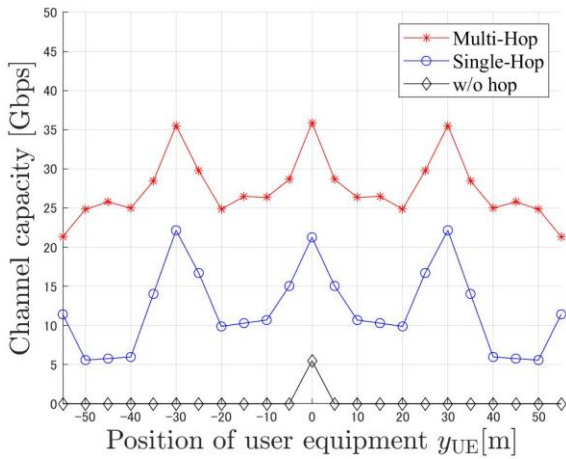 50
45
40
35
30
25
20
15
10
5
0
Channel capacity [Gbps]
Multi-Hop
Single-Hop
w/o hop
−50 −40 −30 −20 −10 0 10 20 30 40 50
Position of user equipment y_UE[m]